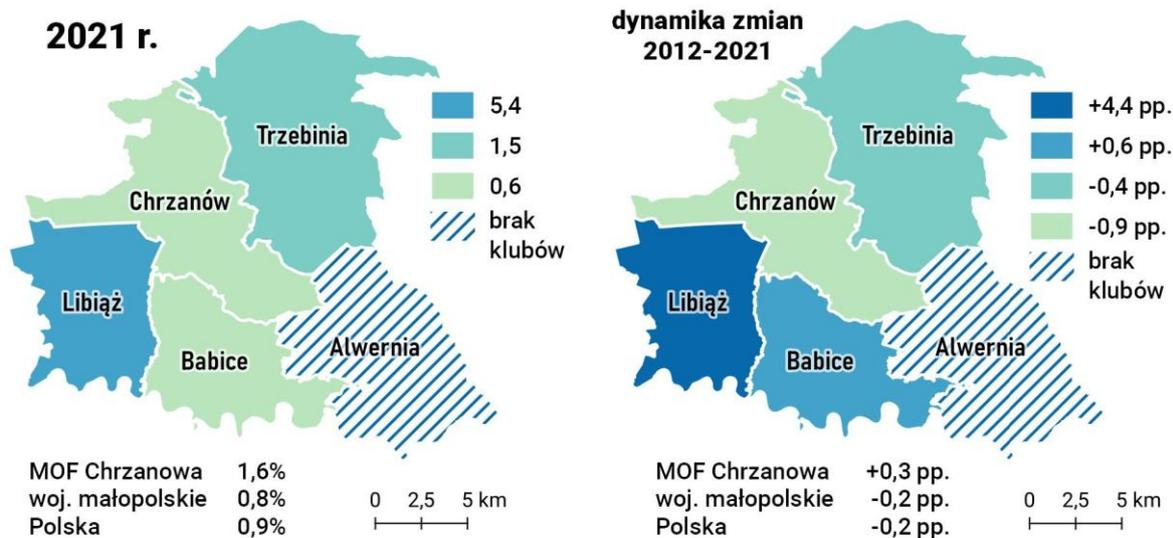 2021 r.
5,4
1,5
0,6
brak
klubów
Trzebinia
Chrzanów
Libiąż
Babice
Alwernia
MOF Chrzanowa 1,6%
woj. małopolskie 0,8%
Polska 0,9%
0 2,5 5 km
dynamika zmian
2012-2021
+4,4 pp.
+0,6 pp.
-0,4 pp.
-0,9 pp.
brak
klubów
Trzebinia
Chrzanów
Libiąż
Babice
Alwernia
MOF Chrzanowa +0,3 pp.
woj. małopolskie -0,2 pp.
Polska -0,2 pp.
0 2,5 5 km